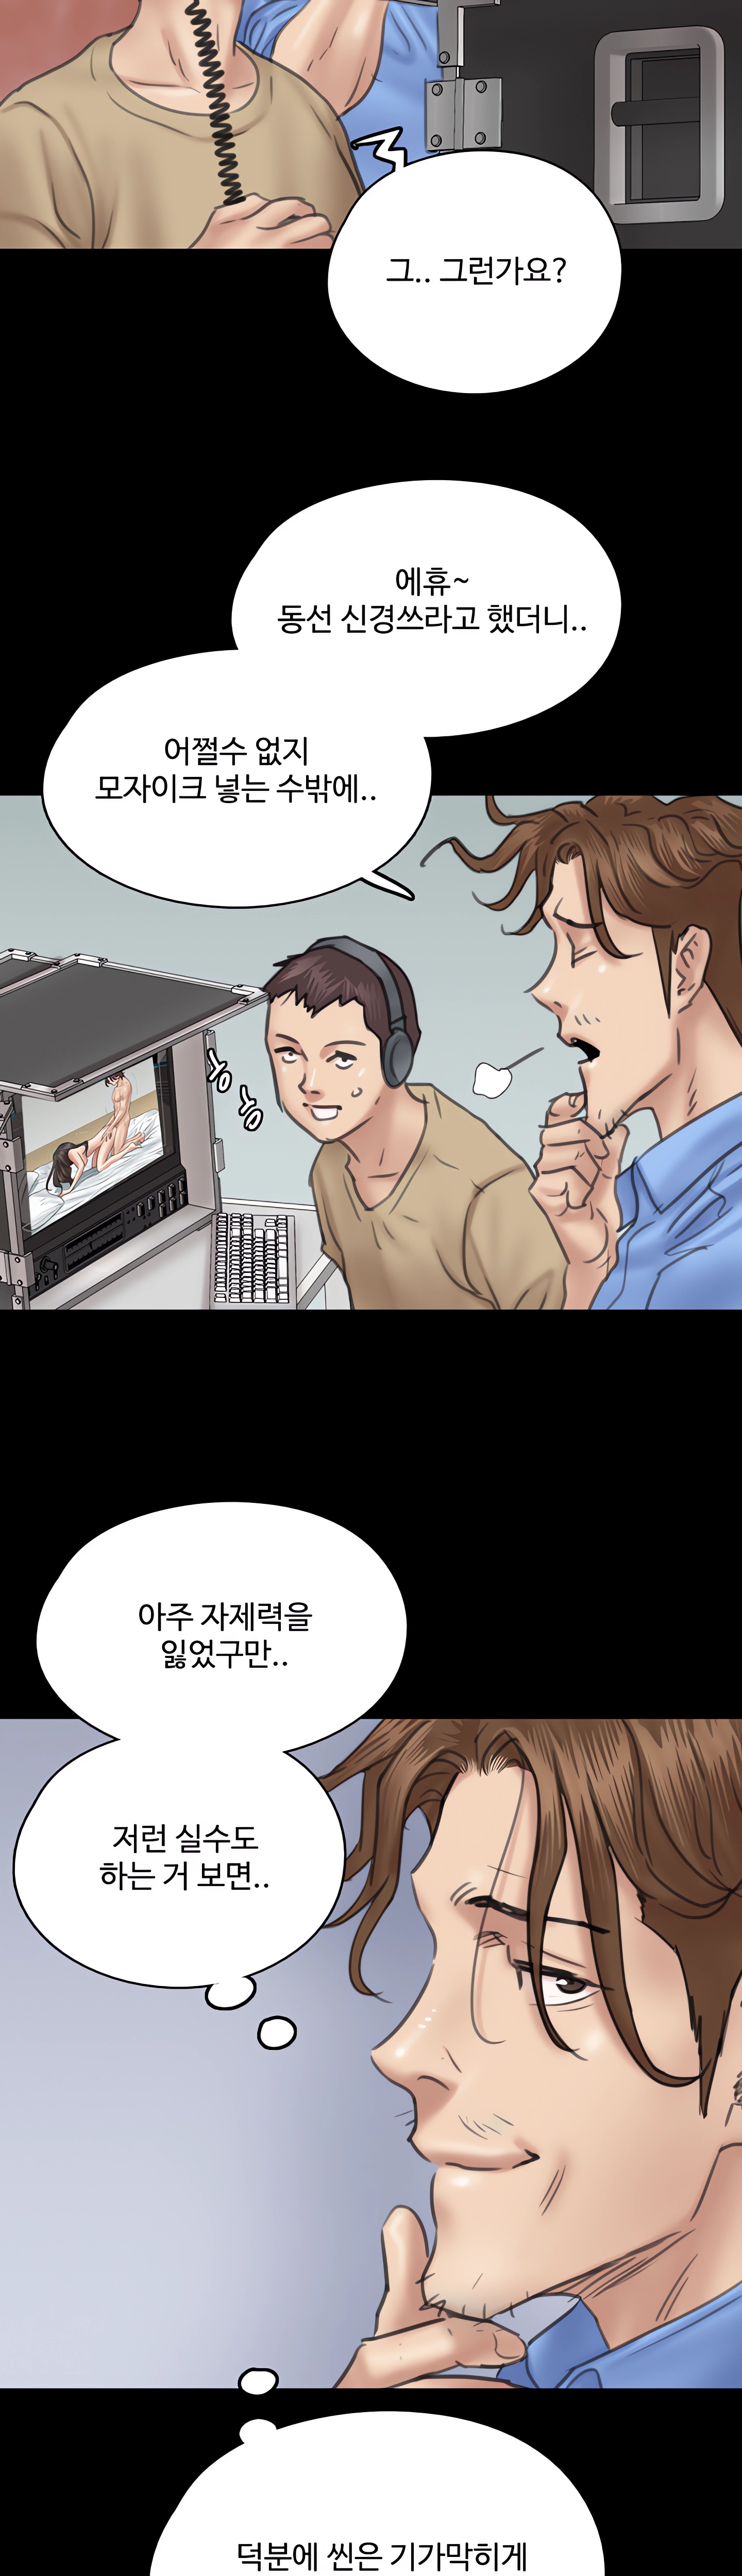 그.. 그런가요?
에휴~
동선 신경쓰라고 했더니..
어쩔수 없지
모자이크 넣는 수밖에..
아주 자제력을
잃었구만..
저런 실수도
하는 거 보면..
덕분에 씬은 기가막히게